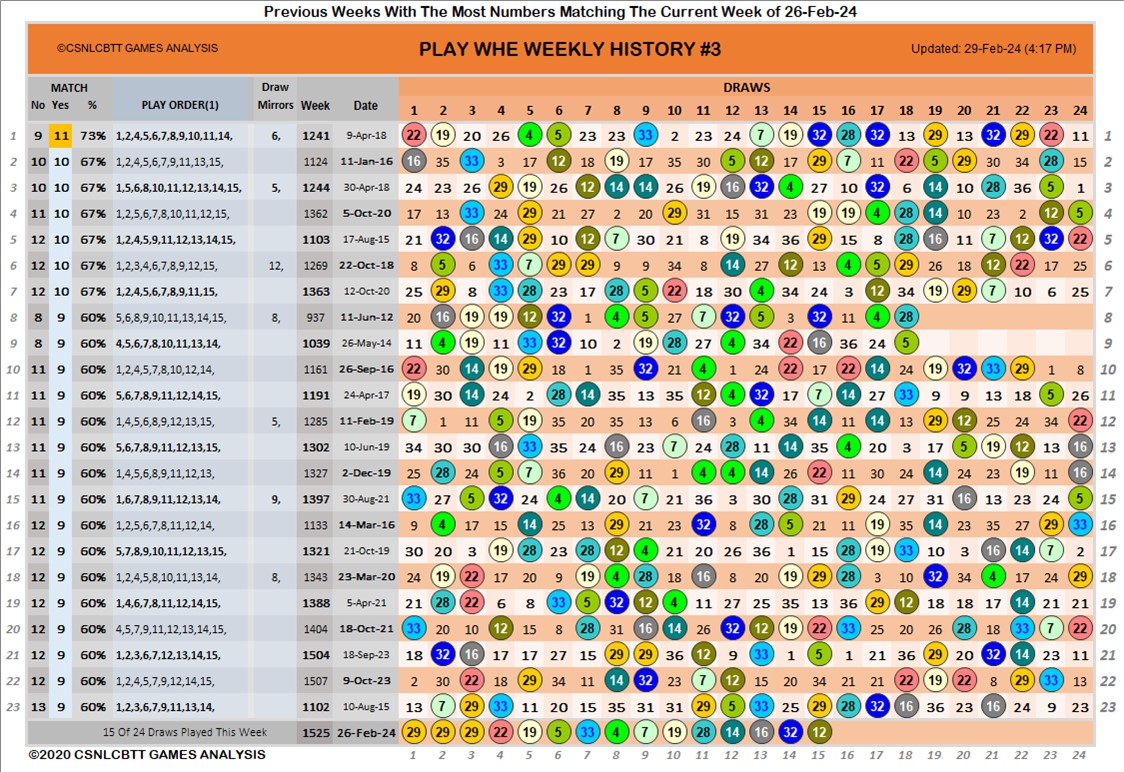 Previous Weeks With The Most Numbers Matching The Current Week of 26-Feb-24
©CSNLCBTT GAMES ANALYSIS PLAY WHE WEEKLY HISTORY #3 Updated: 29-Feb-24 (4:17 PM)
MATCH Draw DRAWS
No Yes % PLAY ORDER(1) Mirrors Week Date 1 2 3 4 5 6 7 8 9 10 11 12 13 14 15 16 17 18 19 20 21 22 23 24
1 9 11 73% 1,2,4,5,6,7,8,9,10,11,14, 6, 1241 9-Apr-18 22 19 20 26 4 5 23 23 33 2 23 24 7 19 32 28 32 13 29 13 32 29 22 11 1
2 10 10 67% 1,2,4,5,6,7,9,11,13,15, 1124 11-Jan-16 16 35 33 3 17 12 18 19 17 35 30 5 12 17 29 7 11 22 5 29 30 34 28 15 2
3 10 10 67% 1,5,6,8,10,11,12,13,14,15, 5, 1244 30-Apr-18 24 23 26 29 19 26 12 14 14 26 19 16 32 4 27 10 32 6 14 10 28 36 5 1 3
4 11 10 67% 1,2,5,6,7,8,10,11,12,15, 1362 5-Oct-20 17 13 33 24 29 21 27 2 20 29 31 15 31 23 19 19 4 28 14 10 23 2 12 5 4
5 12 10 67% 1,2,4,5,9,11,12,13,14,15, 1103 17-Aug-15 21 32 16 14 29 10 12 7 30 21 8 19 34 36 29 15 8 28 16 11 7 12 32 22 5
6 12 10 67% 1,2,3,4,6,7,8,9,12,15, 12, 1269 22-Oct-18 8 5 6 33 7 29 29 9 9 34 8 14 27 12 16 4 5 29 26 18 12 22 17 25 6
7 12 10 67% 1,2,4,5,6,7,8,9,11,15, 1363 12-Oct-20 25 29 8 33 28 23 17 28 5 22 18 30 4 34 24 3 12 34 19 29 7 10 6 25 7
8 8 9 60% 5,6,8,9,10,11,13,14,15, 8, 937 11-Jun-12 20 16 19 19 12 32 1 4 5 27 7 32 5 3 32 11 4 28 8
9 8 9 60% 4,5,6,7,8,10,11,13,14, 1039 26-May-14 11 4 19 11 33 32 10 2 19 28 27 4 34 22 16 36 24 5 9
10 11 9 60% 1,2,4,5,7,8,10,12,14, 1161 26-Sep-16 22 30 14 19 29 18 1 35 32 21 4 1 24 22 17 22 14 24 19 32 33 29 1 8 10
11 11 9 60% 5,6,7,8,9,11,12,14,15, 1191 24-Apr-17 19 30 14 24 2 28 14 35 13 35 12 4 32 17 7 14 27 33 9 9 13 18 5 26 11
12 11 9 60% 1,4,5,6,8,9,12,13,15, 5, 1285 11-Feb-19 7 1 11 5 19 35 20 35 13 6 16 3 4 34 14 11 14 13 29 12 25 24 34 22 12
13 11 9 60% 5,6,7,8,9,11,12,13,14, 1302 10-Jun-19 34 30 30 16 33 35 24 16 10 7 24 28 11 14 35 4 20 3 17 5 19 12 13 16 13
14 11 9 60% 1,4,5,6,8,9,11,12,13, 1327 2-Dec-19 25 28 24 5 7 36 20 29 11 1 4 4 14 26 22 11 30 24 14 24 23 19 11 16 14
15 11 9 60% 1,6,7,8,9,11,12,13,14, 9, 1397 30-Aug-21 33 27 5 32 24 4 14 20 7 21 36 3 30 28 31 29 24 27 31 16 13 23 24 5 15
16 12 9 60% 1,2,5,6,7,8,11,12,14, 1133 14-Mar-16 9 4 17 15 14 25 13 29 21 23 32 8 28 5 21 11 19 35 14 23 35 27 29 33 16
17 12 9 60% 5,7,8,9,10,11,12,13,15, 1321 21-Oct-19 30 20 3 19 28 23 28 12 4 21 20 26 36 1 15 28 19 33 10 3 16 14 7 2 17
18 12 9 60% 1,2,4,5,8,10,11,13,14, 8, 1343 23-Mar-20 24 19 22 17 20 9 19 4 28 18 16 8 20 19 29 28 3 10 32 34 4 17 24 29 18
19 12 9 60% 1,4,6,7,8,11,12,14,15, 1388 5-Apr-21 21 28 22 6 8 33 5 32 12 4 11 27 25 35 13 17 29 12 18 18 17 14 21 21 19
20 12 9 60% 4,5,7,9,11,12,13,14,15, 1404 18-Oct-21 33 20 10 12 15 8 28 31 16 14 26 32 12 19 22 33 25 20 26 28 18 33 7 22 20
21 12 9 60% 1,2,3,6,7,12,13,14,15, 1504 18-Sep-23 18 32 16 17 17 27 15 29 29 36 12 9 33 1 5 1 21 36 29 20 32 14 23 11 21
22 12 9 60% 1,2,4,5,7,9,12,14,15, 1507 9-Oct-23 2 30 22 18 29 34 11 14 32 11 7 12 15 20 34 21 21 22 19 22 8 29 33 13 22
23 13 9 60% 1,2,3,6,7,9,11,13,14, 1102 10-Aug-15 13 7 29 33 11 20 15 35 31 31 29 5 33 25 29 28 32 16 36 23 16 24 9 23 23
15 Of 24 Draws Played This Week 1525 26-Feb-24 29 29 29 22 19 5 33 4 7 19 28 14 16 32 12
©2020 CSNLCBTT GAMES ANALYSIS 1 2 3 4 5 6 7 8 9 10 11 12 13 14 15 16 17 18 19 20 21 22 23 24